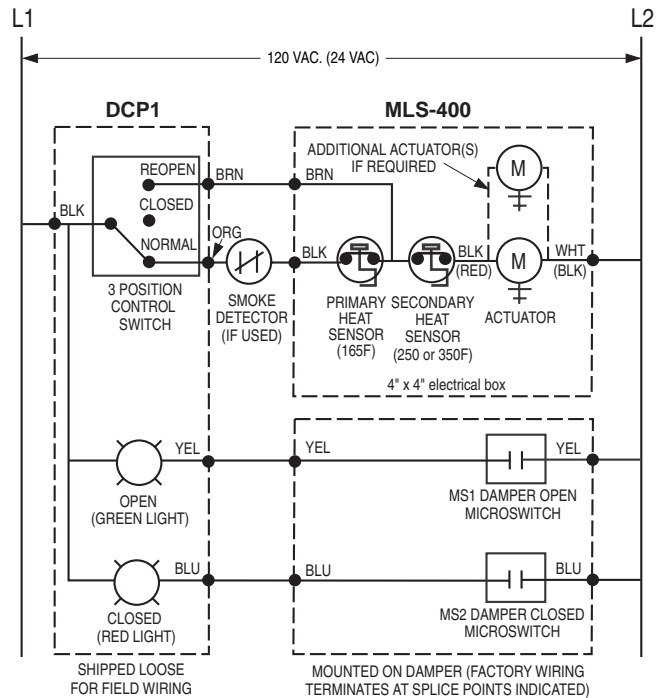 L1
L2
120 VAC. (24 VAC)
DCP1
MLS-400
REOPEN
CLOSED
NORMAL
BLK
BRN
ORG
3 POSITION
CONTROL
SWITCH
SMOKE
DETECTOR
(IF USED)
ADDITIONAL ACTUATOR(S)
IF REQUIRED
BRN
BLK
M
M
BLK
(RED)
WHT
(BLK)
PRIMARY
HEAT
SENSOR
(165F)
SECONDARY
HEAT
SENSOR
(250 or 350F)
ACTUATOR
4" x 4" electrical box
YEL
YEL
YEL
OPEN
(GREEN LIGHT)
MS1 DAMPER OPEN
MICROSWITCH
BLU
BLU
BLU
CLOSED
(RED LIGHT)
MS2 DAMPER CLOSED
MICROSWITCH
SHIPPED LOOSE
FOR FIELD WIRING
MOUNTED ON DAMPER (FACTORY WIRING
TERMINATES AT SPLICE POINTS INDICATED)